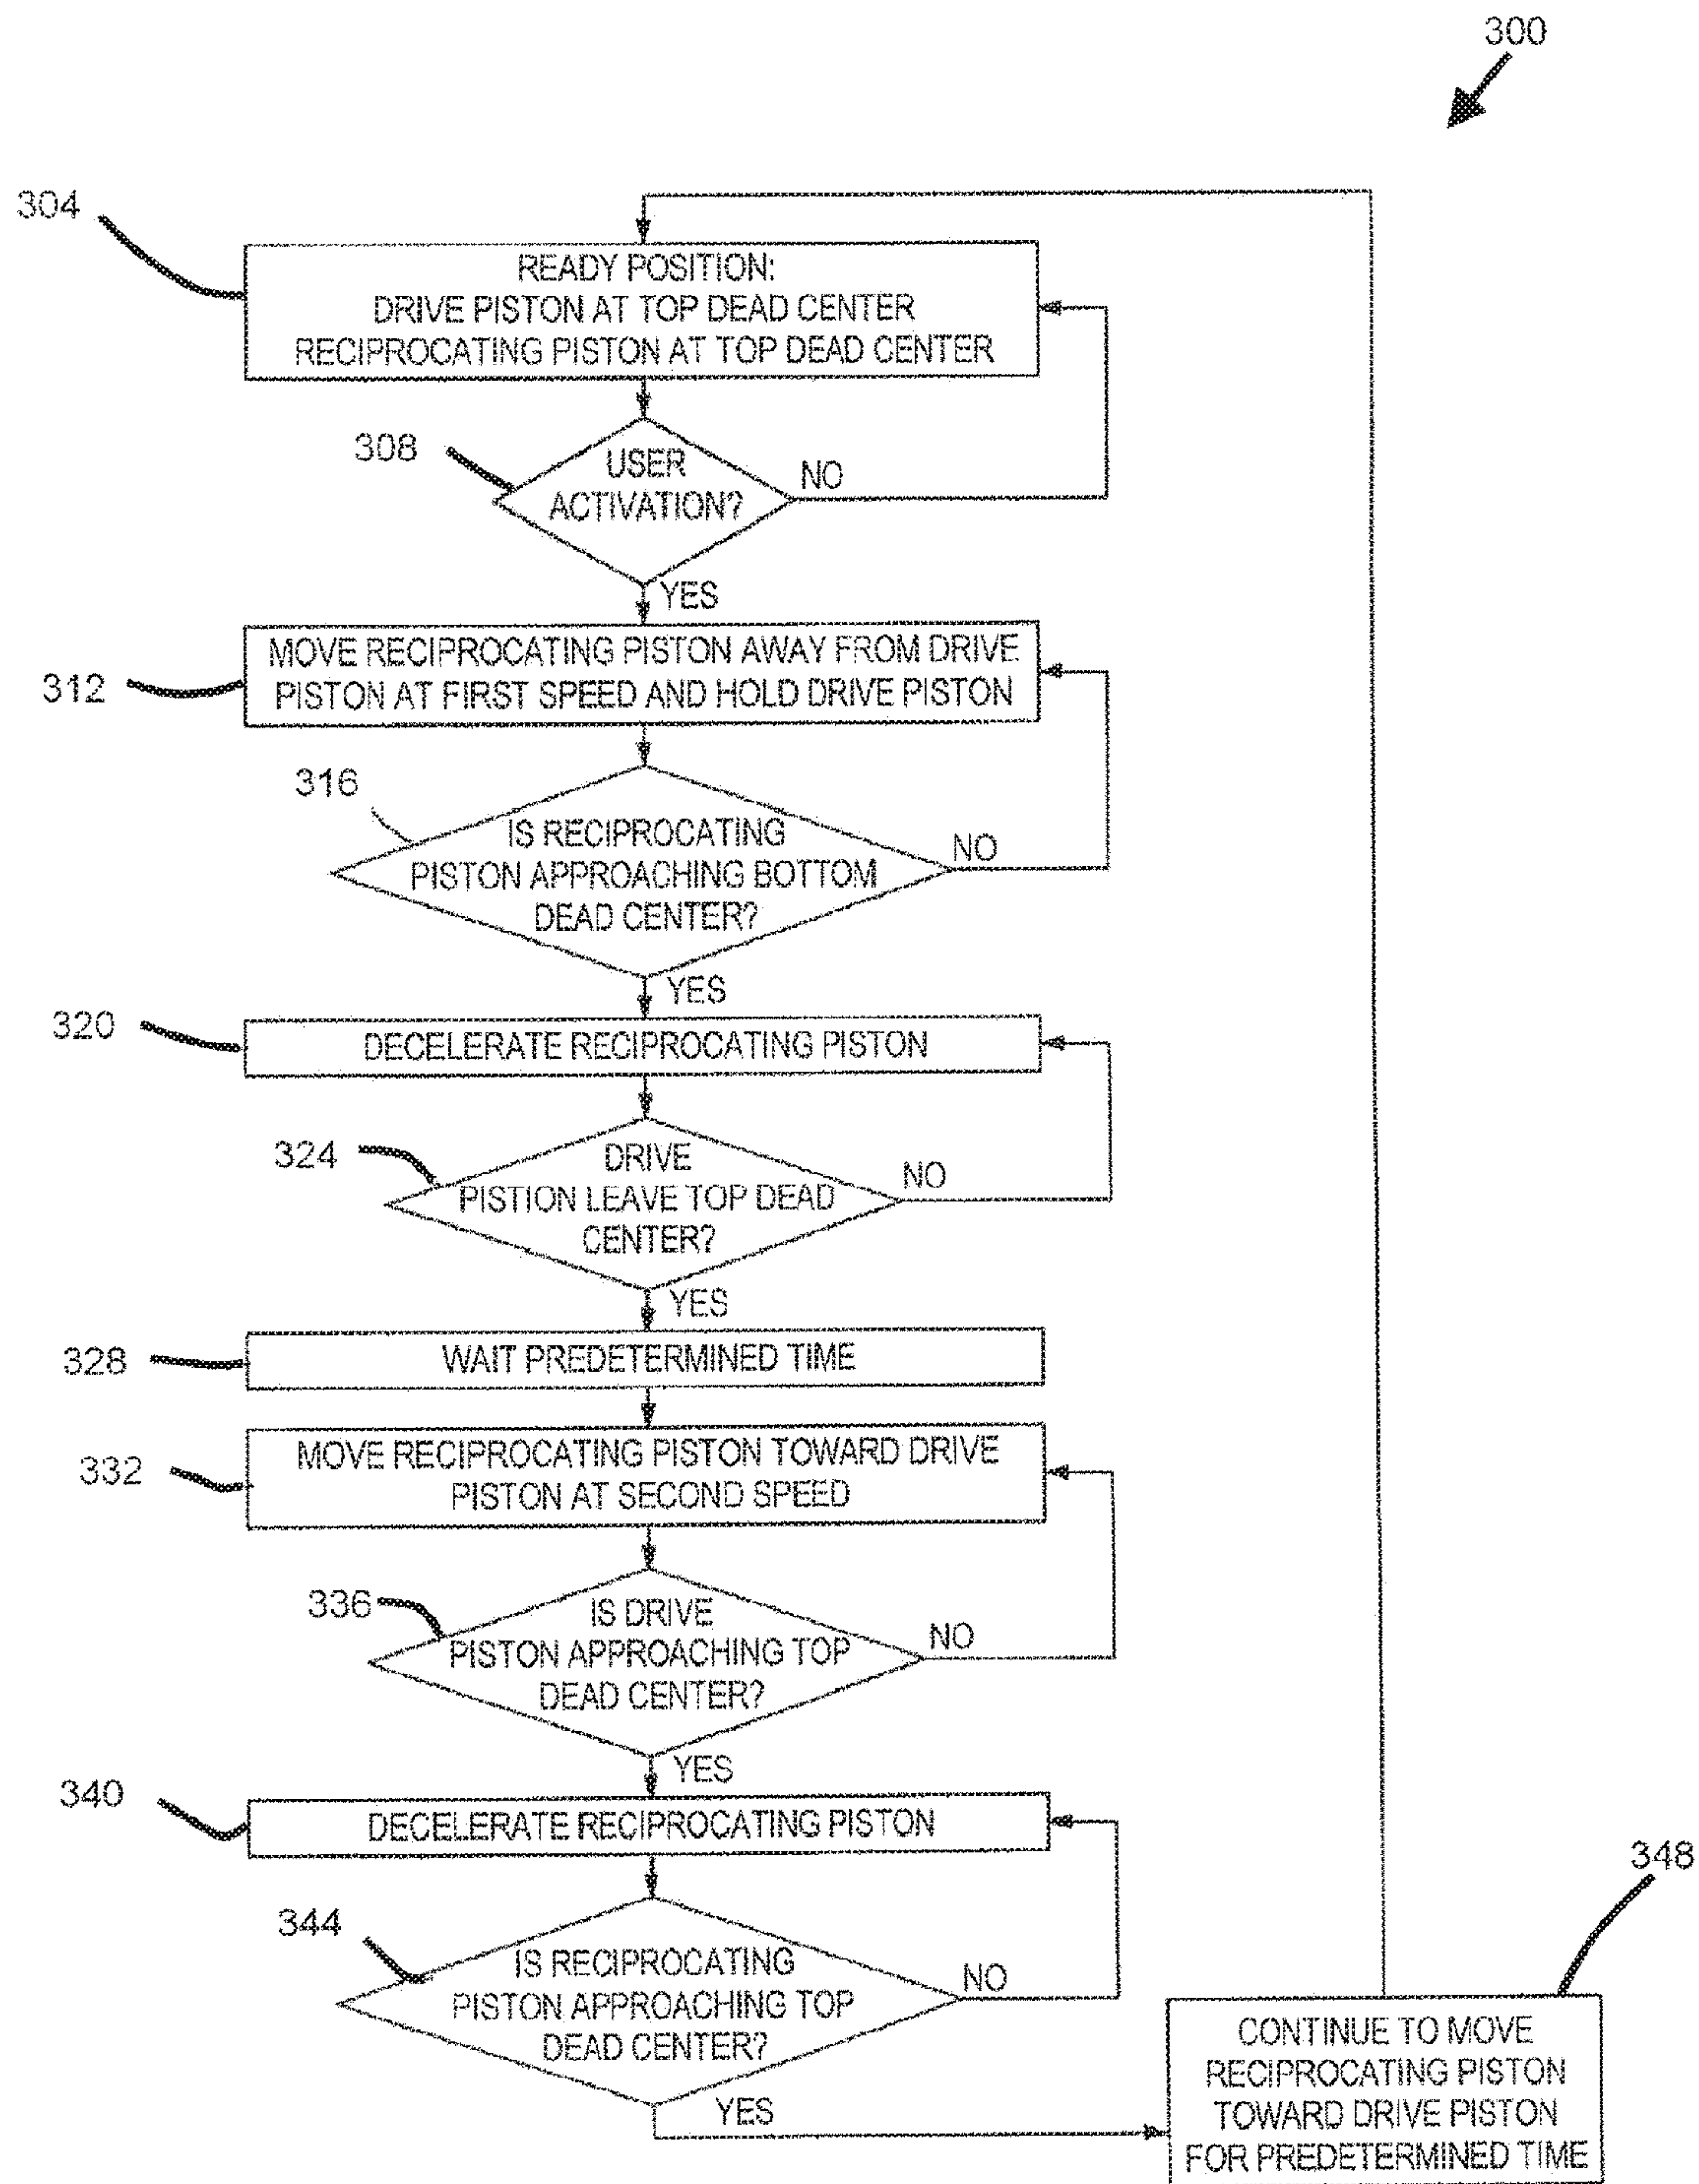 300
304
READY POSITION:
DRIVE PISTON AT TOP DEAD CENTER
RECIPROCATING PISTON AT TOP DEAD CENTER
308
USER
ACTIVATION?
NO
YES
312
MOVE RECIPROCATING PISTON AWAY FROM DRIVE
PISTON AT FIRST SPEED AND HOLD DRIVE PISTON
316
IS RECIPROCATING
PISTON APPROACHING BOTTOM
DEAD CENTER?
NO
YES
320
DECELERATE RECIPROCATING PISTON
324
DRIVE
PISTION LEAVE TOP DEAD
CENTER?
NO
YES
328
WAIT PREDETERMINED TIME
332
MOVE RECIPROCATING PISTON TOWARD DRIVE
PISTON AT SECOND SPEED
336
IS DRIVE
PISTON APPROACHING TOP
DEAD CENTER?
NO
YES
340
DECELERATE RECIPROCATING PISTON
344
IS RECIPROCATING
PISTON APPROACHING TOP
DEAD CENTER?
NO
YES
348
CONTINUE TO MOVE
RECIPROCATING PISTON
TOWARD DRIVE PISTON
FOR PREDETERMINED TIME